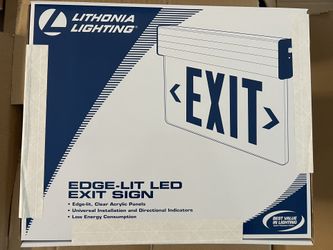 LITHONIA
LIGHTING®
EXIT
EDGE-LIT LED
EXIT SIGN
• Edge-lit, Clear Acrylic Panels
• Universal Installation and Directional Indicators
• Low Energy Consumption
BEST VALUE
IN LIGHTING